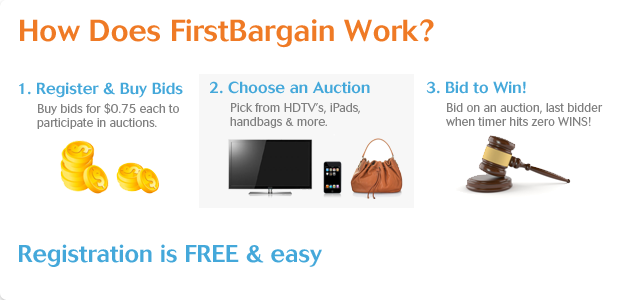 How Does FirstBargain Work?
1. Register & Buy Bids
Buy bids for $0.75 each to
participate in auctions.
2. Choose an Auction
Pick from HDTV's, iPads,
handbags & more.
3. Bid to Win!
Bid on an auction, last bidder
when timer hits zero WINS!
Registration is FREE & easy